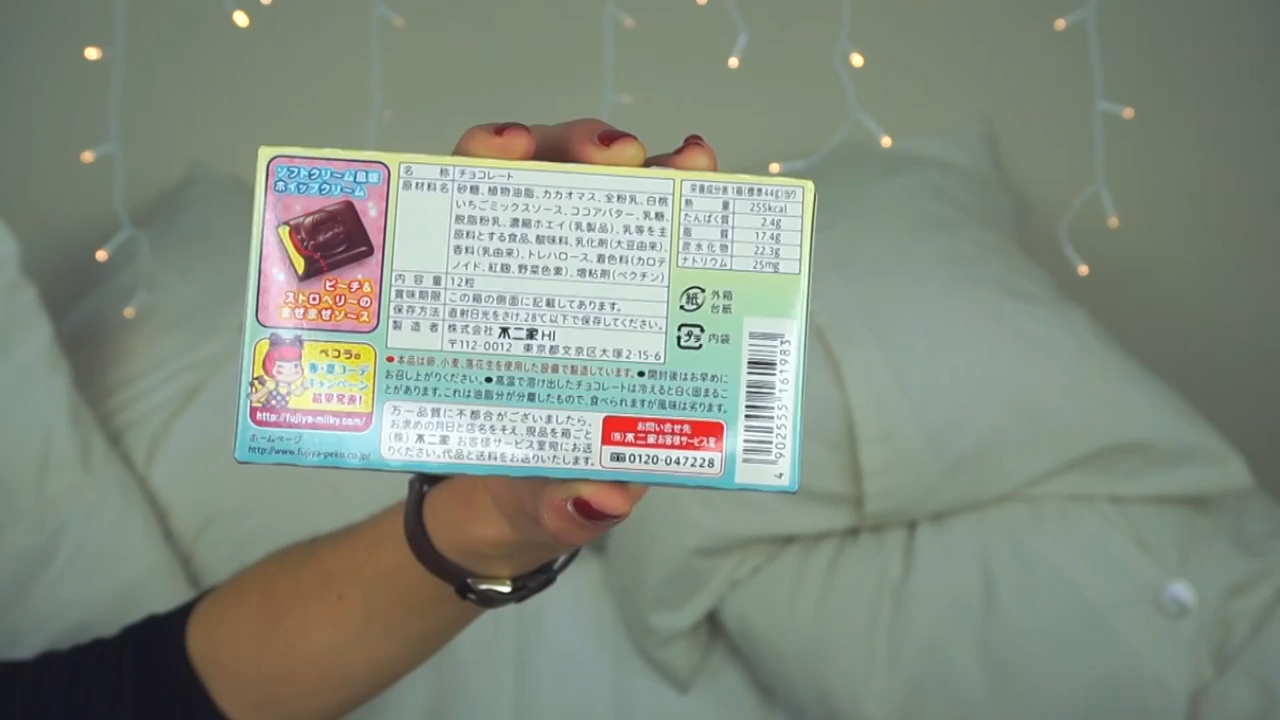 ソフトクリーム風味
ホイップクリーム
ピーチ&
ストロベリーの
まぜまぜソース
ペコラの
キャンペーン
結果発表!
http://fujiya-milky.com/
ホームページ
http://www.fujiya-peko.co.jp/
名 称 チョコレート
原材料名 砂糖、植物油脂、カカオマス、全粉乳、白桃
いちごミックスソース、ココアバター、乳糖、
脱脂粉乳、濃縮ホエイ(乳製品)、乳等を主
原料とする食品、酸味料、乳化剤(大豆由来)、
香料(乳由来)、トレハロース、着色料(カロテ
ノイド、紅麹、野菜色素)、増粘剤(ペクチン)
内 容 量 12粒
賞味期限 この箱の側面に記載してあります。
保存方法 直射日光をさけ、28℃以下で保存してください。
製 造 者 株式会社 不二家 HI
〒112-0012 東京都文京区大塚2-15-6
●本品は卵、小麦、落花生を使用した設備で製造しています。●開封後はお早めに
お召し上がりください。●高温で溶け出したチョコレートは冷えると白く固まるこ
とがあります。これは油脂分が分離したもので、食べられますが風味は劣ります。
万一品質に不都合がございましたら、
お求めの月日と店名をそえ、現品を箱ごと
(株) 不二家 お客様サービス室宛にお送
りください。代品と送料をお送りいたします。
お問い合せ先
(株)不二家お客様サービス室
0120-047228
栄養成分表 1箱(標準44g)当り
熱 量 255kcal
たんぱく質 2.4g
脂 質 17.4g
炭水化物 22.3g
ナトリウム 25mg
紙 外箱
台紙
プラ 内袋
4 902555 161983